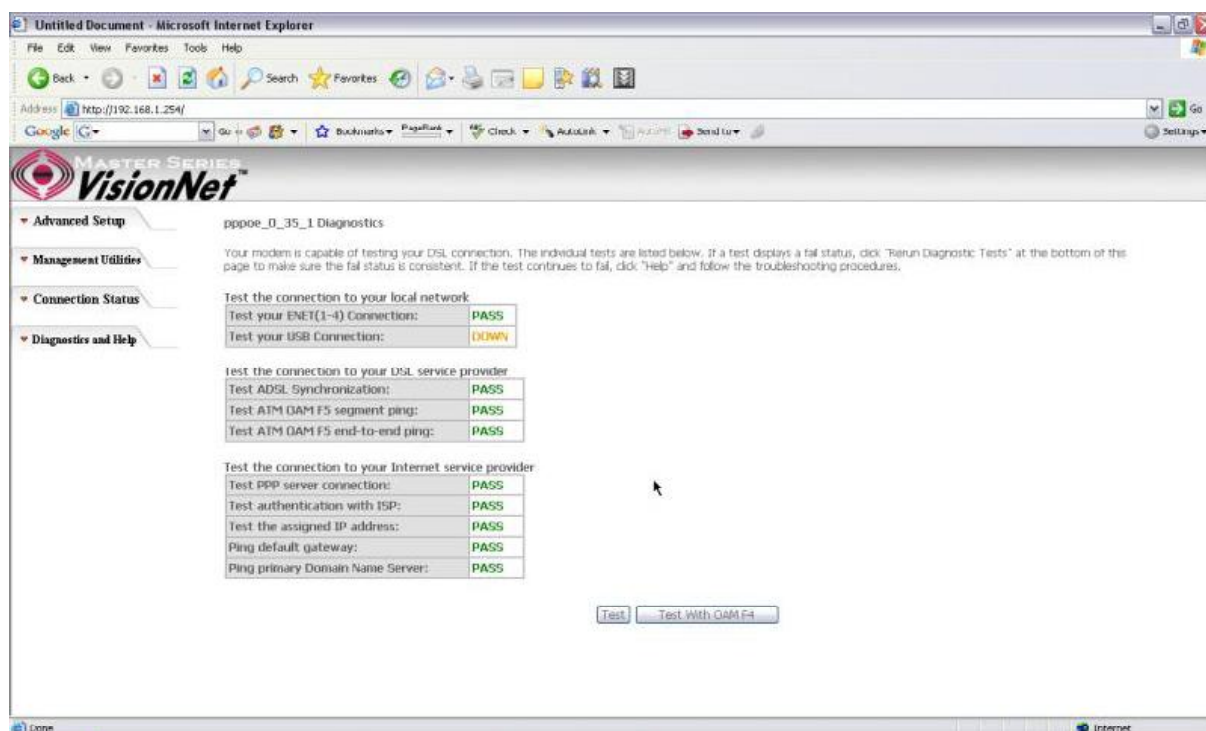 Untitled Document - Microsoft Internet Explorer
File Edit View Favorites Tools Help
Back Search Favorites
Address http://192.168.1.254/ Go
Google Go Bookmarks PageRank Check AutoLink AutoFill Send to Settings
MASTER SERIES
VisionNet™
Advanced Setup
Management Utilities
Connection Status
Diagnostics and Help
pppoe_0_35_1 Diagnostics
Your modem is capable of testing your DSL connection. The individual tests are listed below. If a test displays a fail status, click "Rerun Diagnostic Tests" at the bottom of this
page to make sure the fail status is consistent. If the test continues to fail, click "Help" and follow the troubleshooting procedures.
Test the connection to your local network
Test your ENET(1-4) Connection: PASS
Test your USB Connection: DOWN
Test the connection to your DSL service provider
Test ADSL Synchronization: PASS
Test ATM OAM F5 segment ping: PASS
Test ATM OAM F5 end-to-end ping: PASS
Test the connection to your Internet service provider
Test PPP server connection: PASS
Test authentication with ISP: PASS
Test the assigned IP address: PASS
Ping default gateway: PASS
Ping primary Domain Name Server: PASS
Test Test With OAM F4
Done Internet